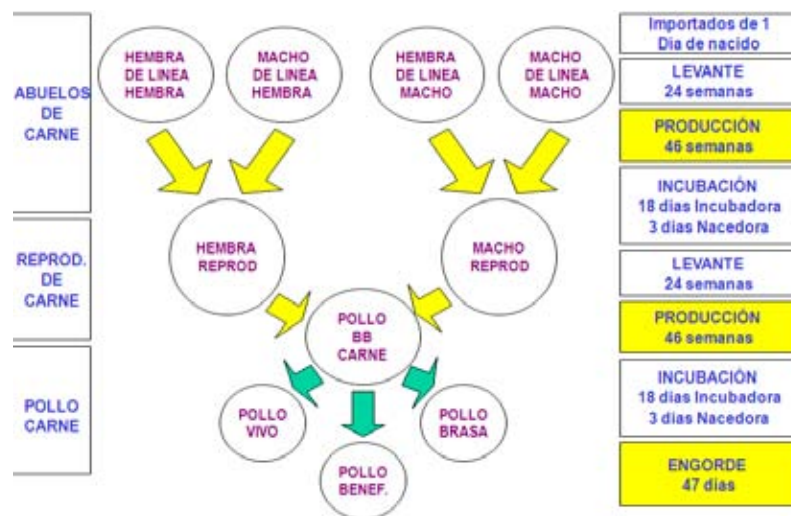 ABUELOS
DE
CARNE
REPROD.
DE
CARNE
POLLO
CARNE
HEMBRA
DE LINEA
HEMBRA
MACHO
DE LINEA
HEMBRA
HEMBRA
DE LINEA
MACHO
MACHO
DE LINEA
MACHO
HEMBRA
REPROD
MACHO
REPROD
POLLO
BB
CARNE
POLLO
VIVO
POLLO
BENEF.
POLLO
BRASA
Importados de 1
Dia de nacido
LEVANTE
24 semanas
PRODUCCIÓN
46 semanas
INCUBACIÓN
18 dias Incubadora
3 dias Nacedora
LEVANTE
24 semanas
PRODUCCIÓN
46 semanas
INCUBACIÓN
18 dias Incubadora
3 dias Nacedora
ENGORDE
47 dias